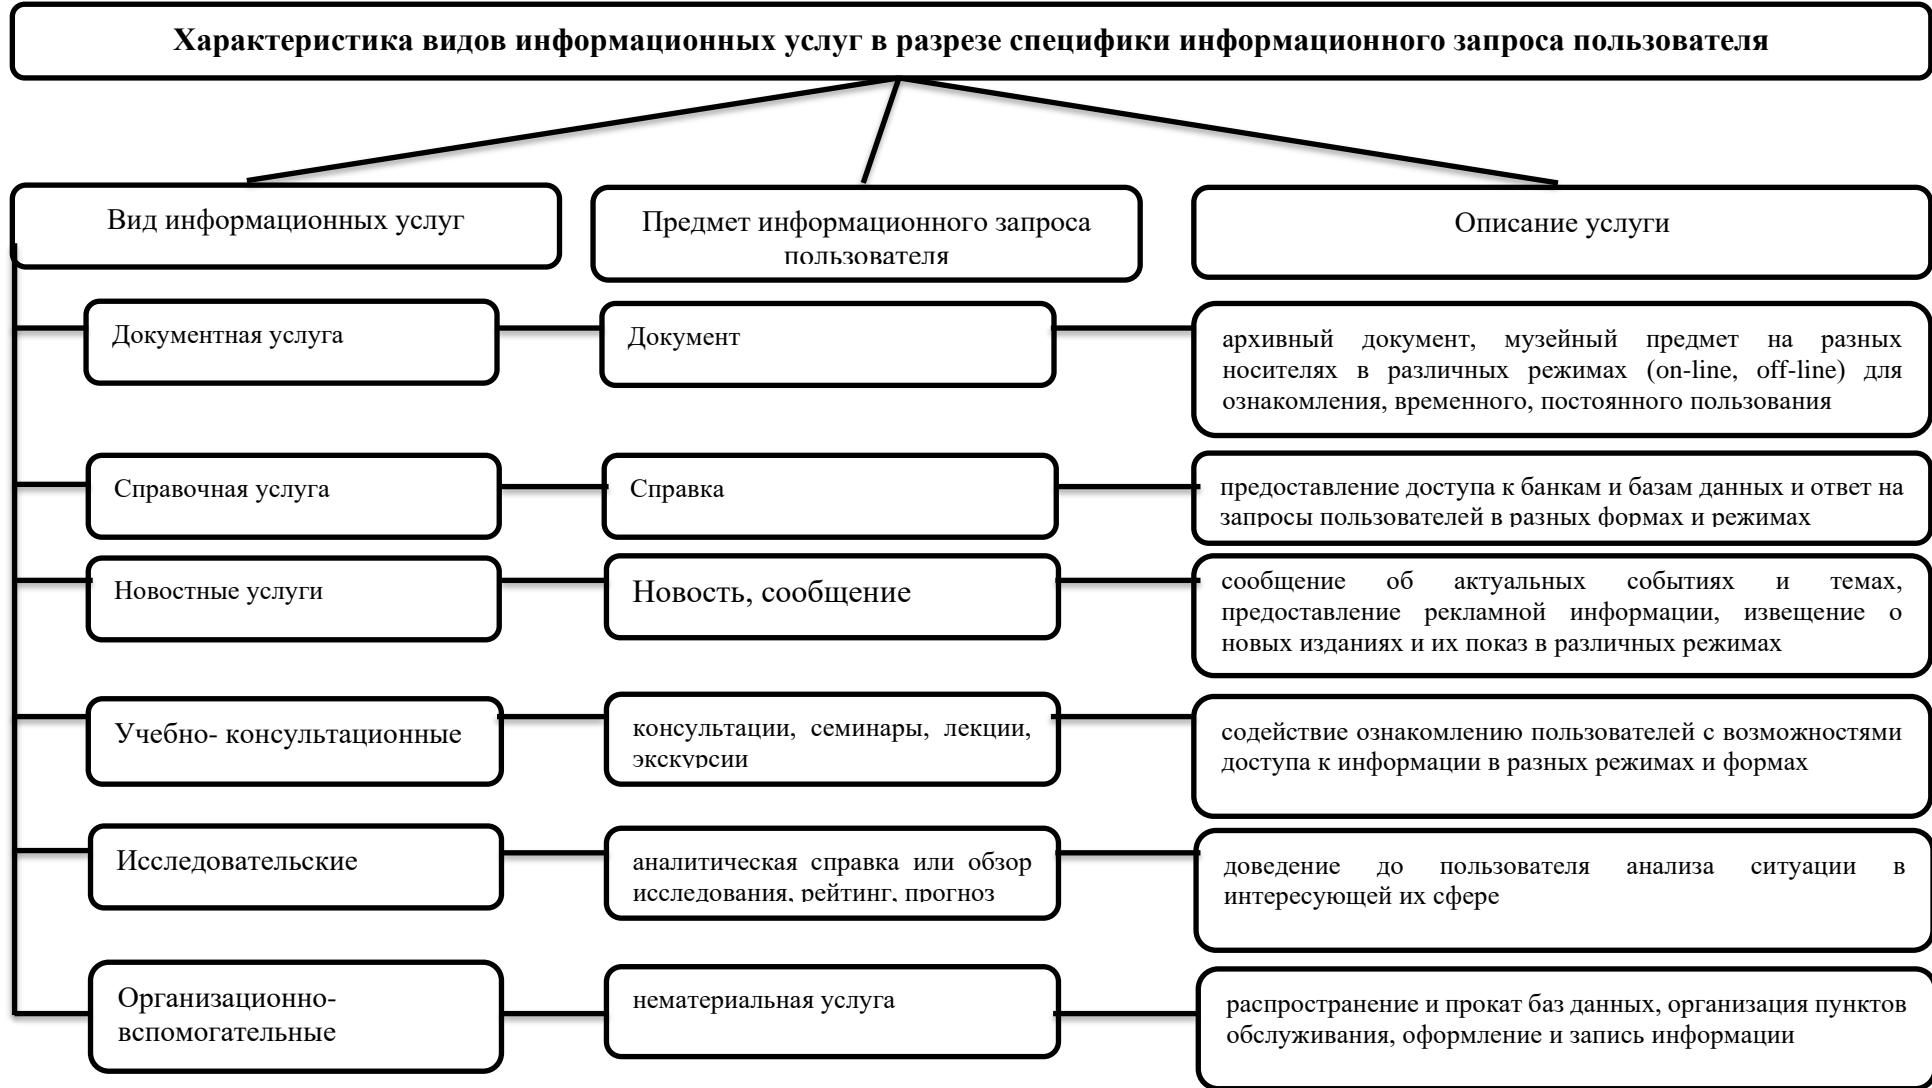 Характеристика видов информационных услуг в разрезе специфики информационного запроса пользователя
Вид информационных услуг
Предмет информационного запроса
пользователя
Описание услуги
Документная услуга
Документ
архивный документ, музейный предмет на разных
носителях в различных режимах (on-line, off-line) для
ознакомления, временного, постоянного пользования
Справочная услуга
Справка
предоставление доступа к банкам и базам данных и ответ на
запросы пользователей в разных формах и режимах
Новостные услуги
Новость, сообщение
сообщение об актуальных событиях и темах,
предоставление рекламной информации, извещение о
новых изданиях и их показ в различных режимах
Учебно- консультационные
консультации, семинары, лекции,
экскурсии
содействие ознакомлению пользователей с возможностями
доступа к информации в разных режимах и формах
Исследовательские
аналитическая справка или обзор
исследования, рейтинг, прогноз
доведение до пользователя анализа ситуации в
интересующей их сфере
Организационно-
вспомогательные
нематериальная услуга
распространение и прокат баз данных, организация пунктов
обслуживания, оформление и запись информации